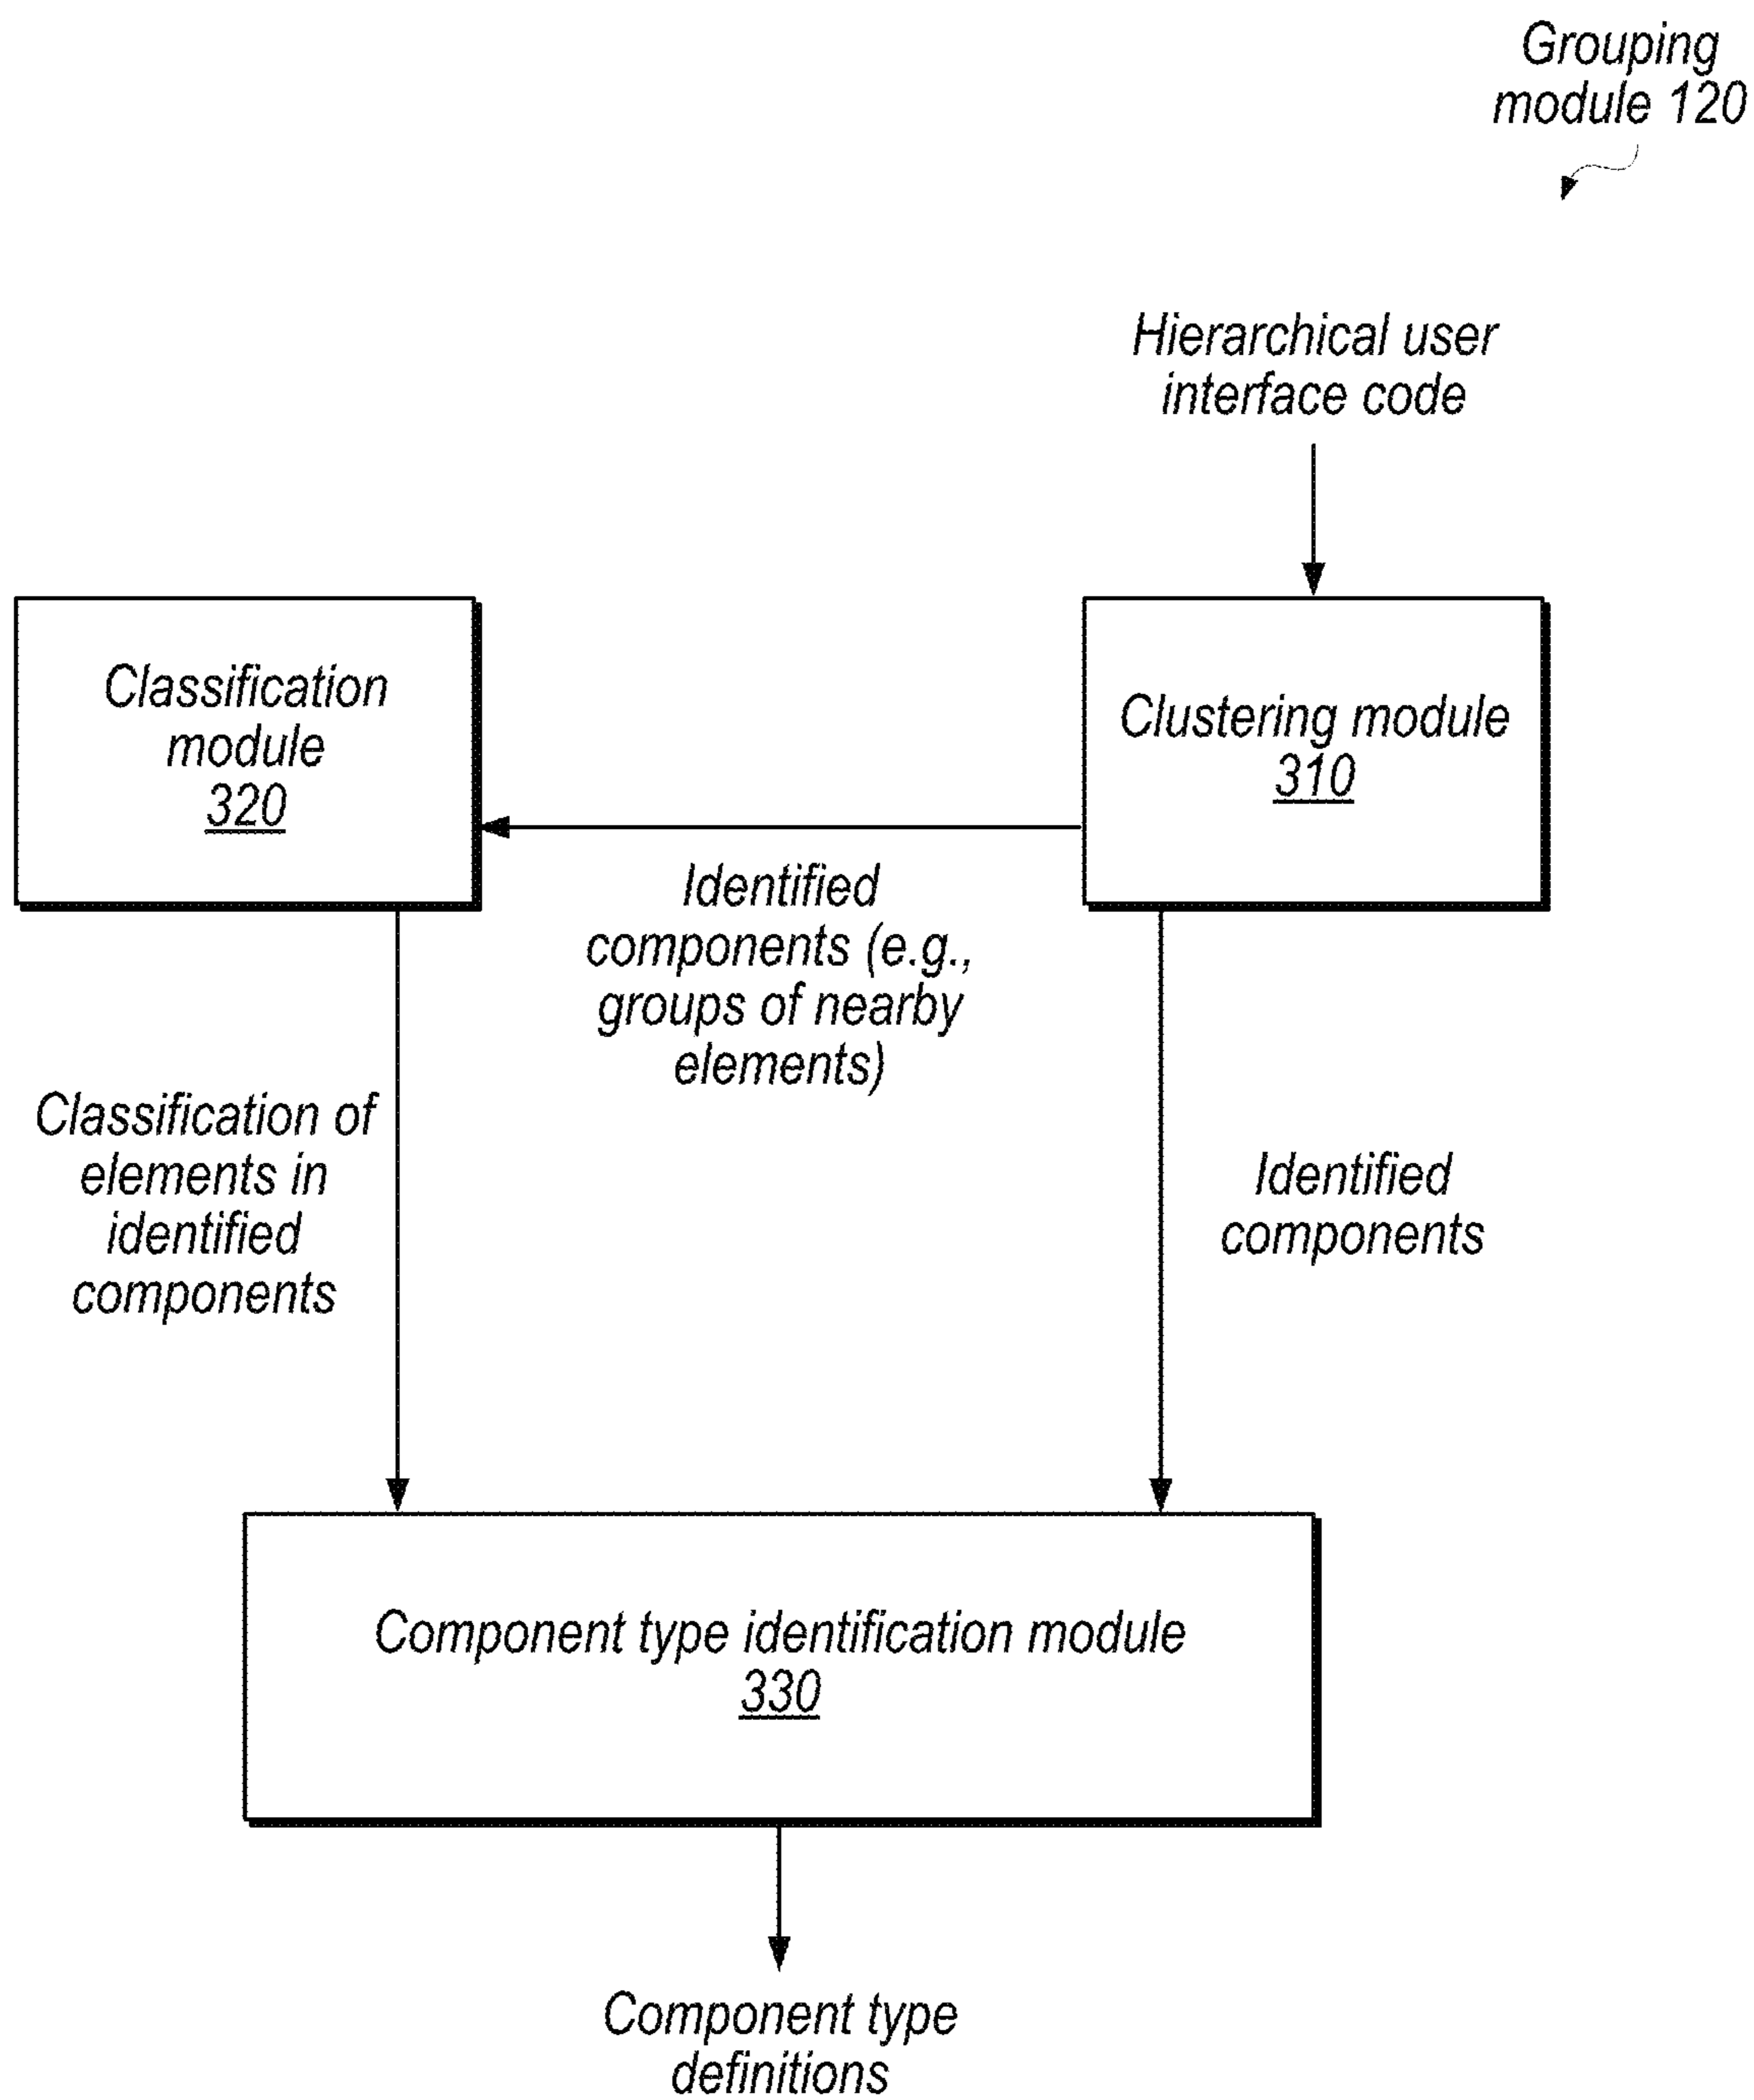 Grouping
module 120
Hierarchical user
interface code
Classification
module
320
Clustering module
310
Identified
components (e.g.,
groups of nearby
elements)
Classification of
elements in
identified
components
Identified
components
Component type identification module
330
Component type
definitions